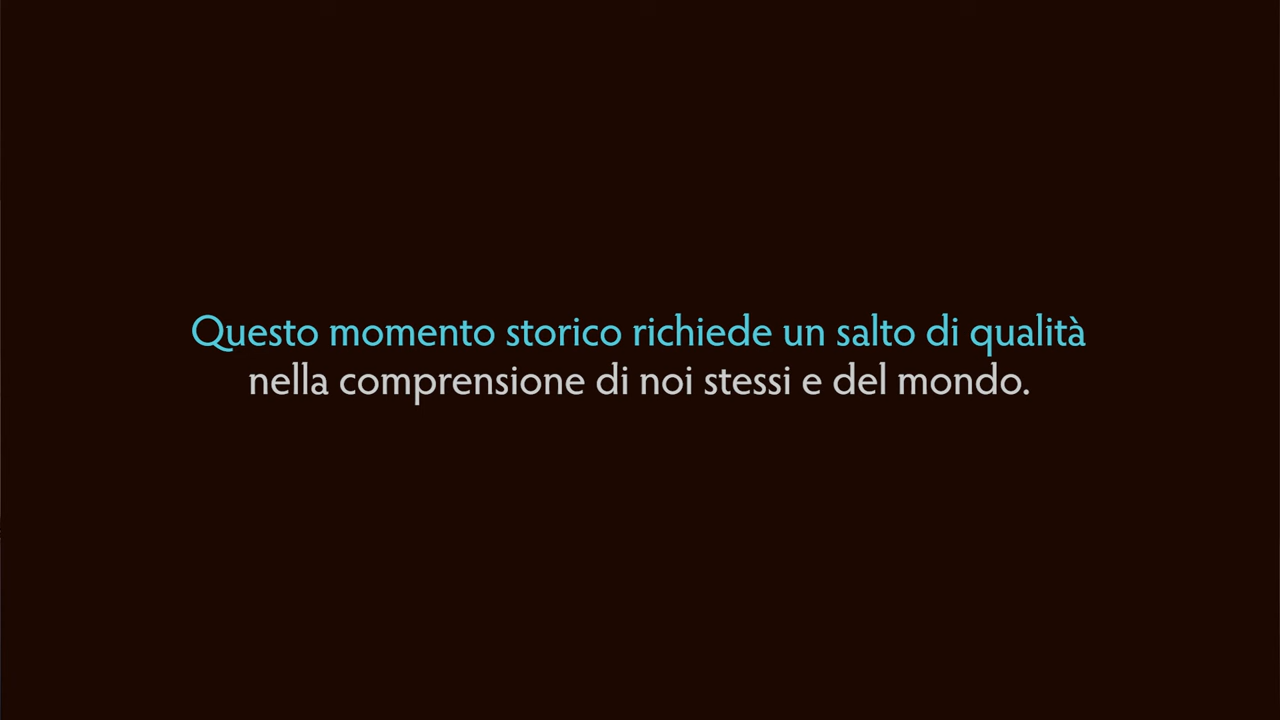 Questo momento storico richiede un salto di qualità
nella comprensione di noi stessi e del mondo.